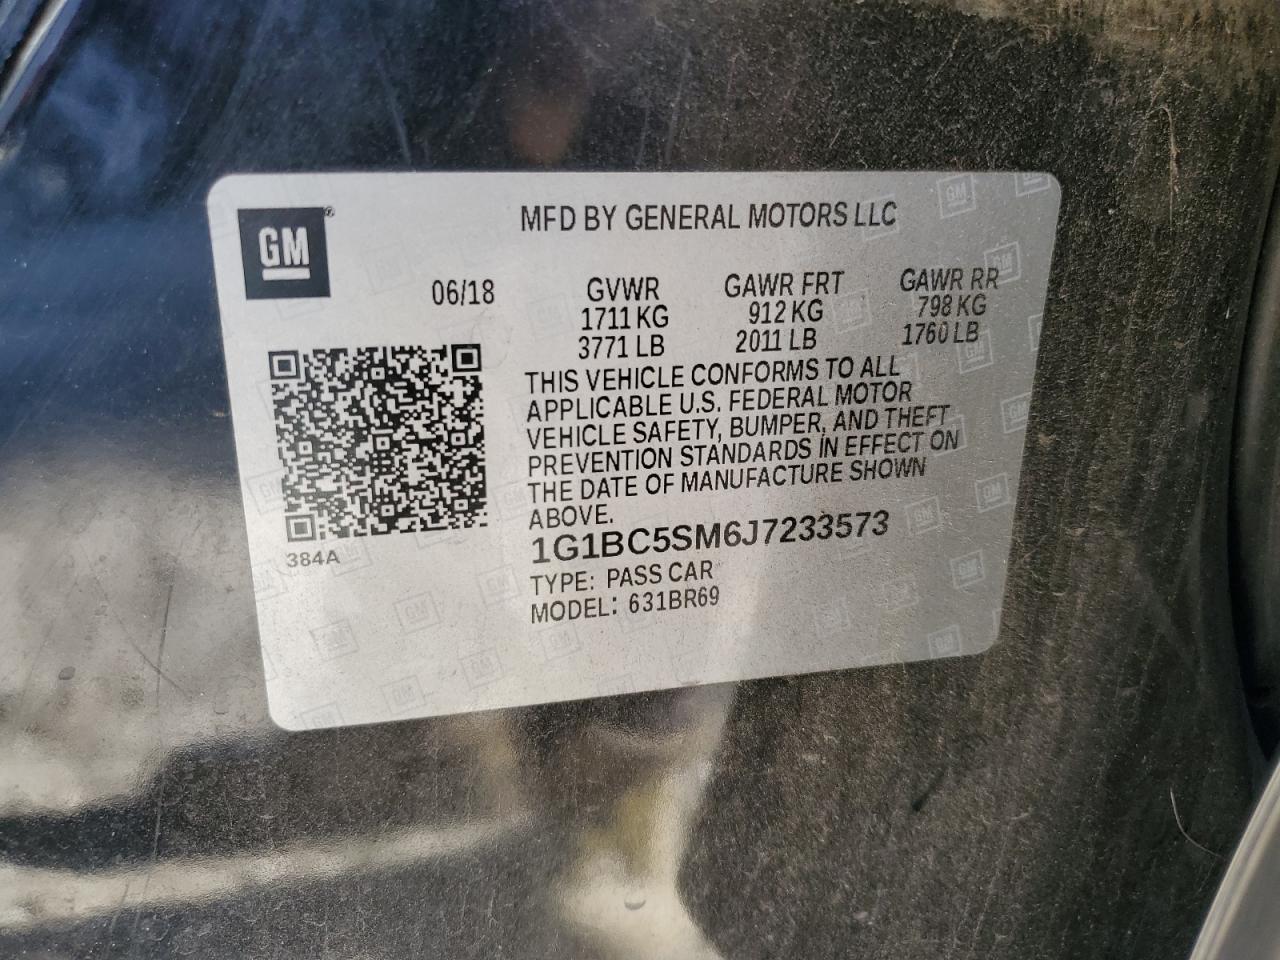 GM
MFD BY GENERAL MOTORS LLC
06/18
GVWR GAWR FRT GAWR RR
1711 KG 912 KG 798 KG
3771 LB 2011 LB 1760 LB
THIS VEHICLE CONFORMS TO ALL
APPLICABLE U.S. FEDERAL MOTOR
VEHICLE SAFETY, BUMPER, AND THEFT
PREVENTION STANDARDS IN EFFECT ON
THE DATE OF MANUFACTURE SHOWN
ABOVE.
384A
1G1BC5SM6J7233573
TYPE: PASS CAR
MODEL: 631BR69